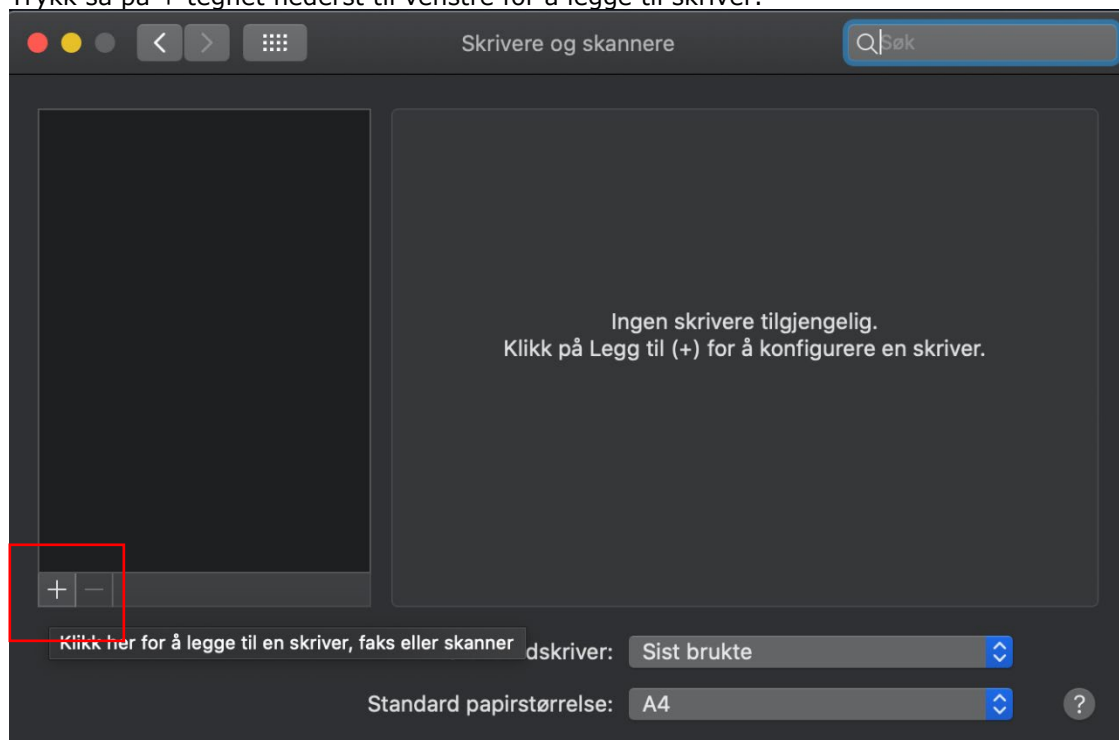 Trykk så på + tegnet nederst til venstre for å legge til skriver.
Skrivere og skannere
Søk
Ingen skrivere tilgjengelig.
Klikk på Legg til (+) for å konfigurere en skriver.
+ −
Klikk her for å legge til en skriver, faks eller skanner
dskriver: Sist brukte
Standard papirstørrelse: A4 ?